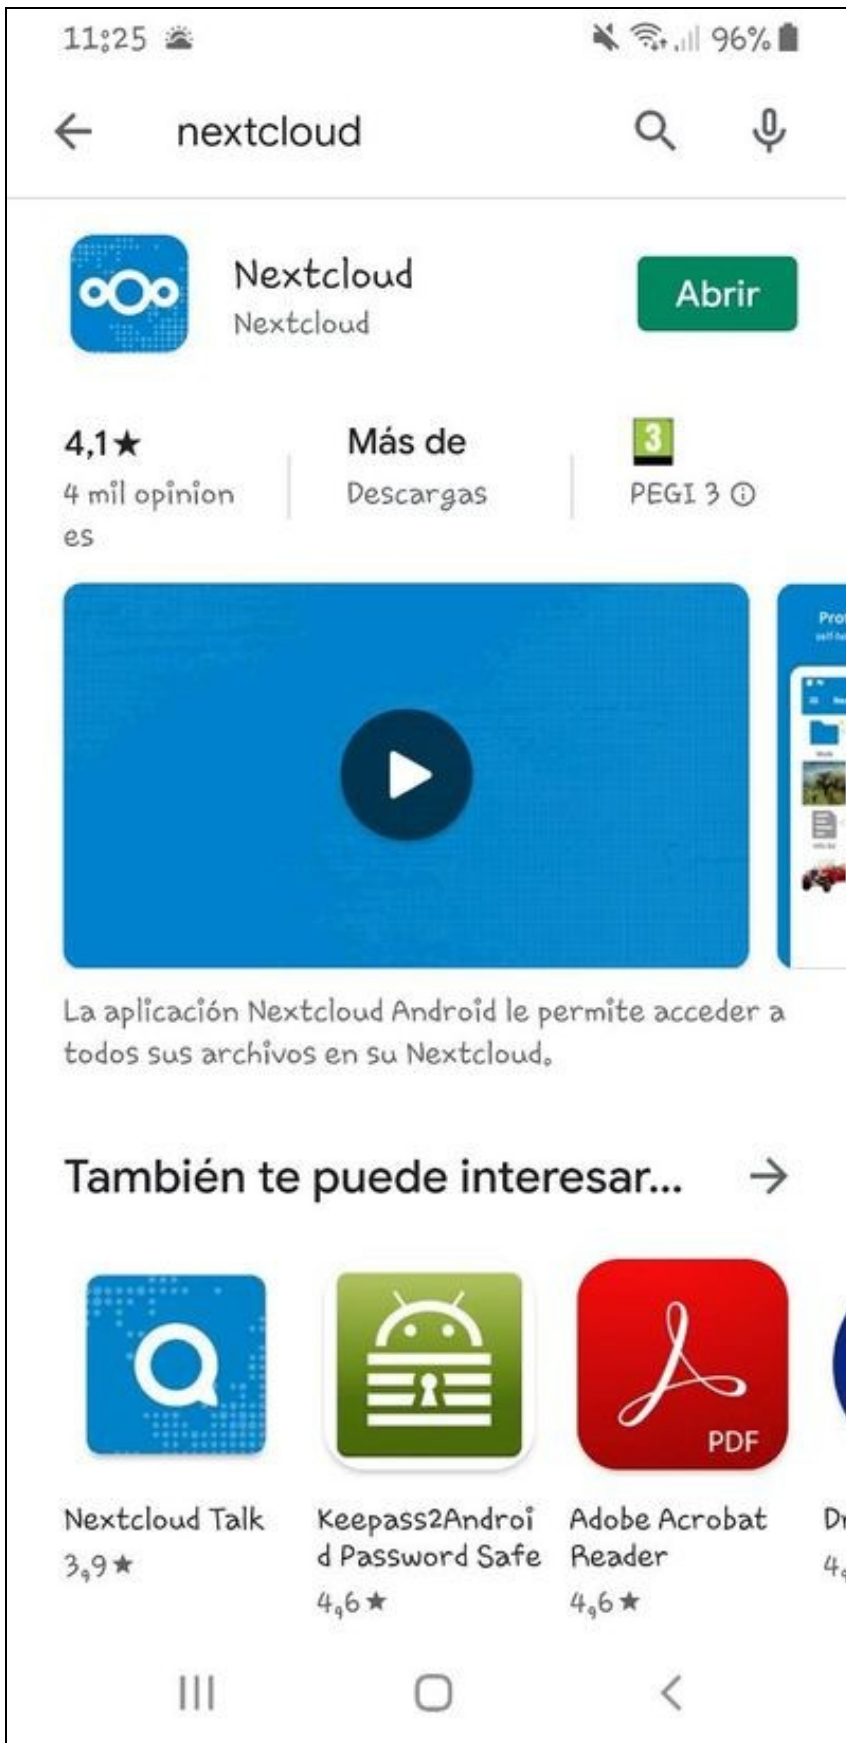 11:25 96%
nextcloud
Nextcloud
Nextcloud
Abrir
4,1★
4 mil opinion
es
Más de
Descargas
3
PEGI 3
La aplicación Nextcloud Android le permite acceder a
todos sus archivos en su Nextcloud.
También te puede interesar...
PDF
Nextcloud Talk
3,9★
Keepass2Androi
d Password Safe
4,6★
Adobe Acrobat
Reader
4,6★